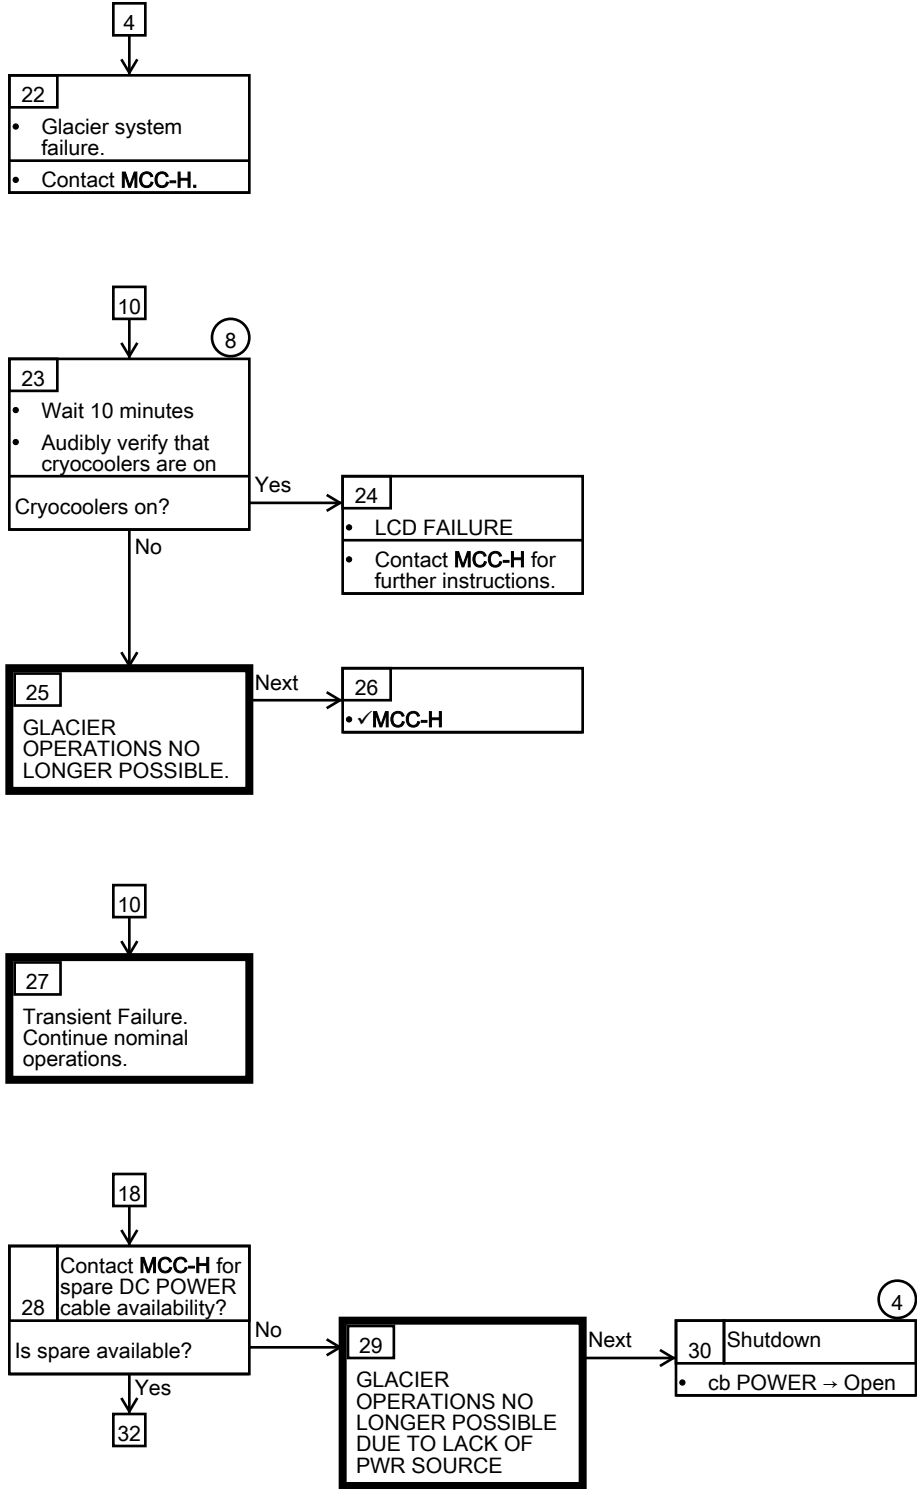 4
22
• Glacier system
failure.
• Contact MCC-H.
10
8
23
• Wait 10 minutes
• Audibly verify that
cryocoolers are on
Cryocoolers on?
Yes
No
24
• LCD FAILURE
• Contact MCC-H for
further instructions.
25
GLACIER
OPERATIONS NO
LONGER POSSIBLE.
Next
26
• ✓MCC-H
10
27
Transient Failure.
Continue nominal
operations.
18
28
Contact MCC-H for
spare DC POWER
cable availability?
Is spare available?
No
Yes
32
29
GLACIER
OPERATIONS NO
LONGER POSSIBLE
DUE TO LACK OF
PWR SOURCE
Next
4
30 Shutdown
• cb POWER → Open